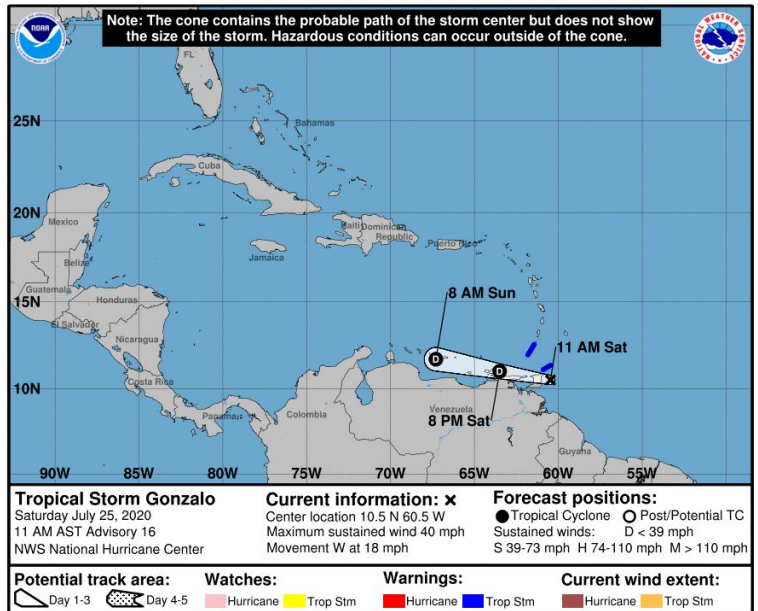 Note: The cone contains the probable path of the storm center but does not show
the size of the storm. Hazardous conditions can occur outside of the cone.
NOAA
NATIONAL WEATHER SERVICE
FL
25N
Bahamas
Cuba
20N
Mexico
Haiti
Dominican
Republic
Puerto Rico
Jamaica
Belize
Guatemala
15N
Honduras
8 AM Sun
El Salvador
Nicaragua
11 AM Sat
D
D
10N
Costa Rica
Panama
Colombia
Venezuela
8 PM Sat
Guyana
90W 85W 80W 75W 70W 65W 60W 55W
Tropical Storm Gonzalo
Saturday July 25, 2020
11 AM AST Advisory 16
NWS National Hurricane Center
Current information: x
Center location 10.5 N 60.5 W
Maximum sustained wind 40 mph
Movement W at 18 mph
Forecast positions:
Tropical Cyclone Post/Potential TC
Sustained winds: D < 39 mph
S 39-73 mph H 74-110 mph M > 110 mph
Potential track area:
Day 1-3 Day 4-5
Watches:
Hurricane Trop Stm
Warnings:
Hurricane Trop Stm
Current wind extent:
Hurricane Trop Stm